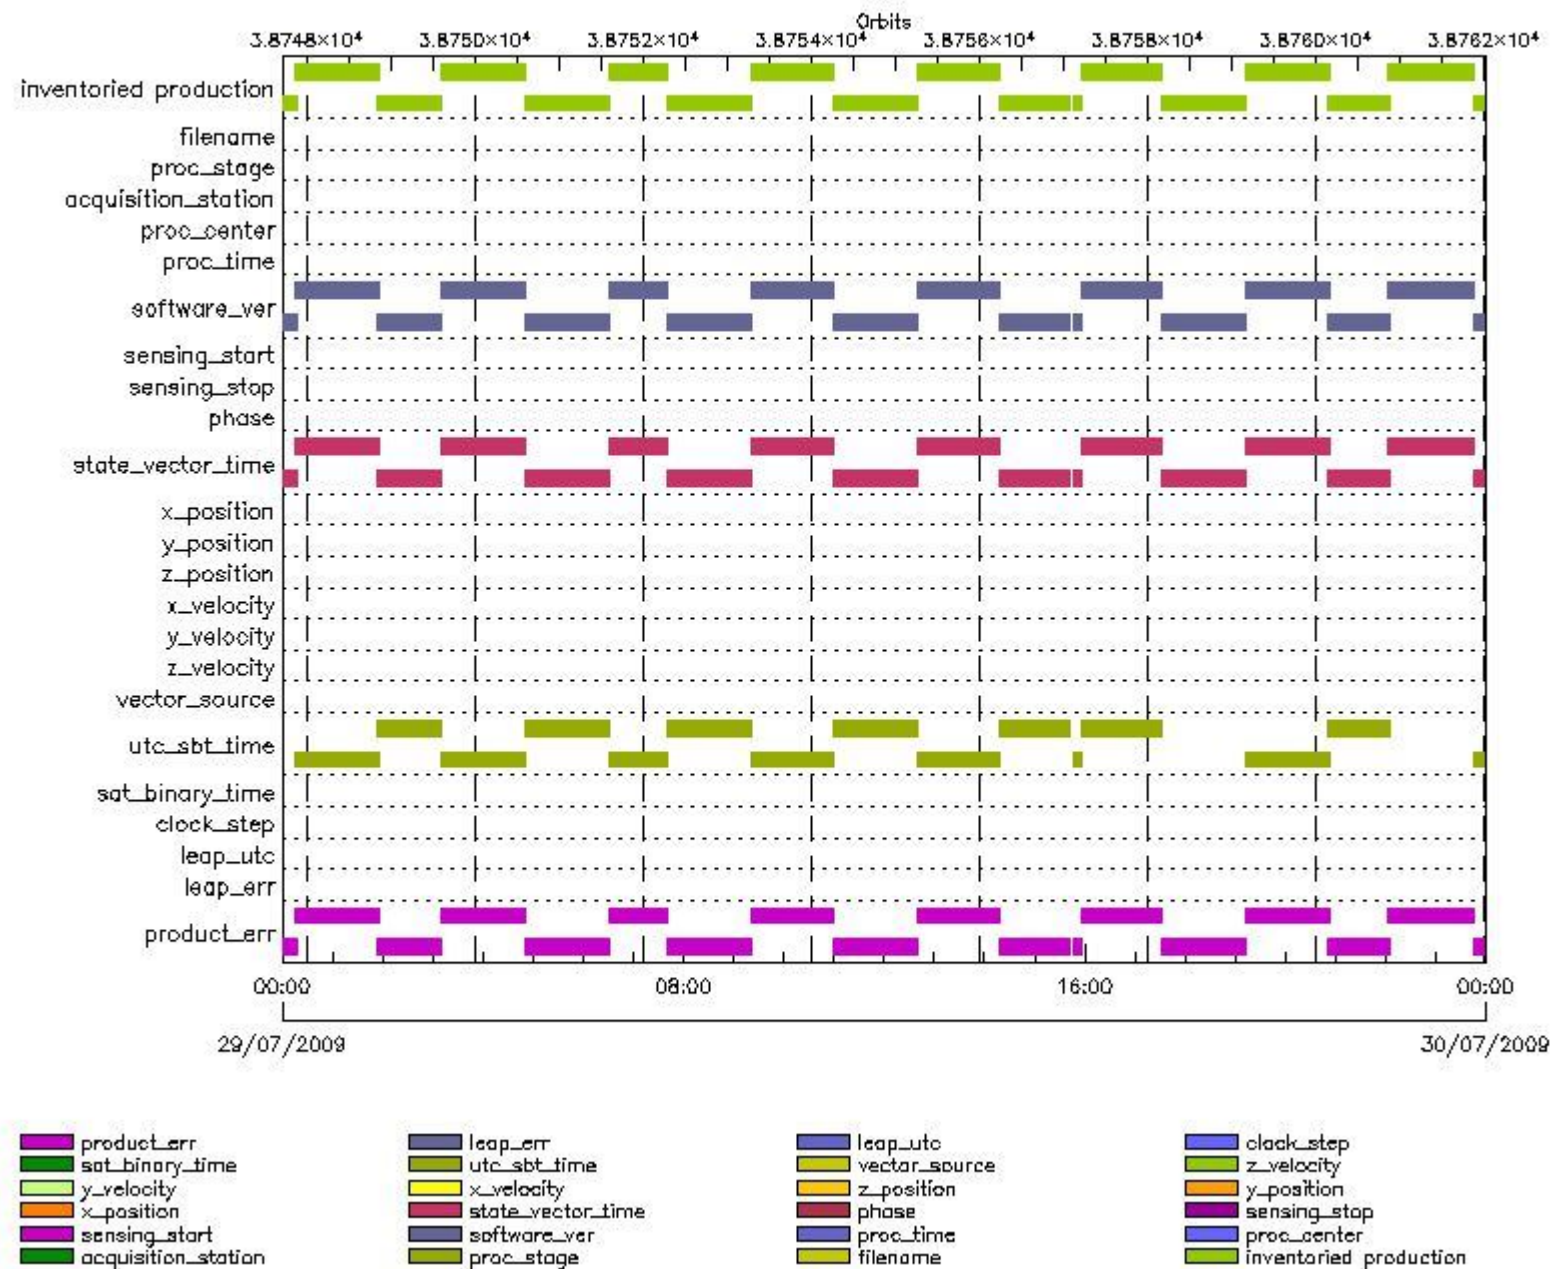 Orbits
3.8748×10⁴ 3.8750×10⁴ 3.8752×10⁴ 3.8754×10⁴ 3.8756×10⁴ 3.8758×10⁴ 3.8760×10⁴ 3.8762×10⁴
inventoried production
filename
proc_stage
acquisition_station
proc_center
proc_time
software_ver
sensing_start
sensing_stop
phase
state_vector_time
x_position
y_position
z_position
x_velocity
y_velocity
z_velocity
vector_source
utc_sbt_time
sat_binary_time
clock_step
leap_utc
leap_err
product_err
00:00 08:00 16:00 00:00
29/07/2009 30/07/2009
product_err leap_err leap_utc clock_step
sat_binary_time utc_sbt_time vector_source z_velocity
y_velocity x_velocity z_position y_position
x_position state_vector_time phase sensing_stop
sensing_start software_ver proc_time proc_center
acquisition_station proc_stage filename inventoried production